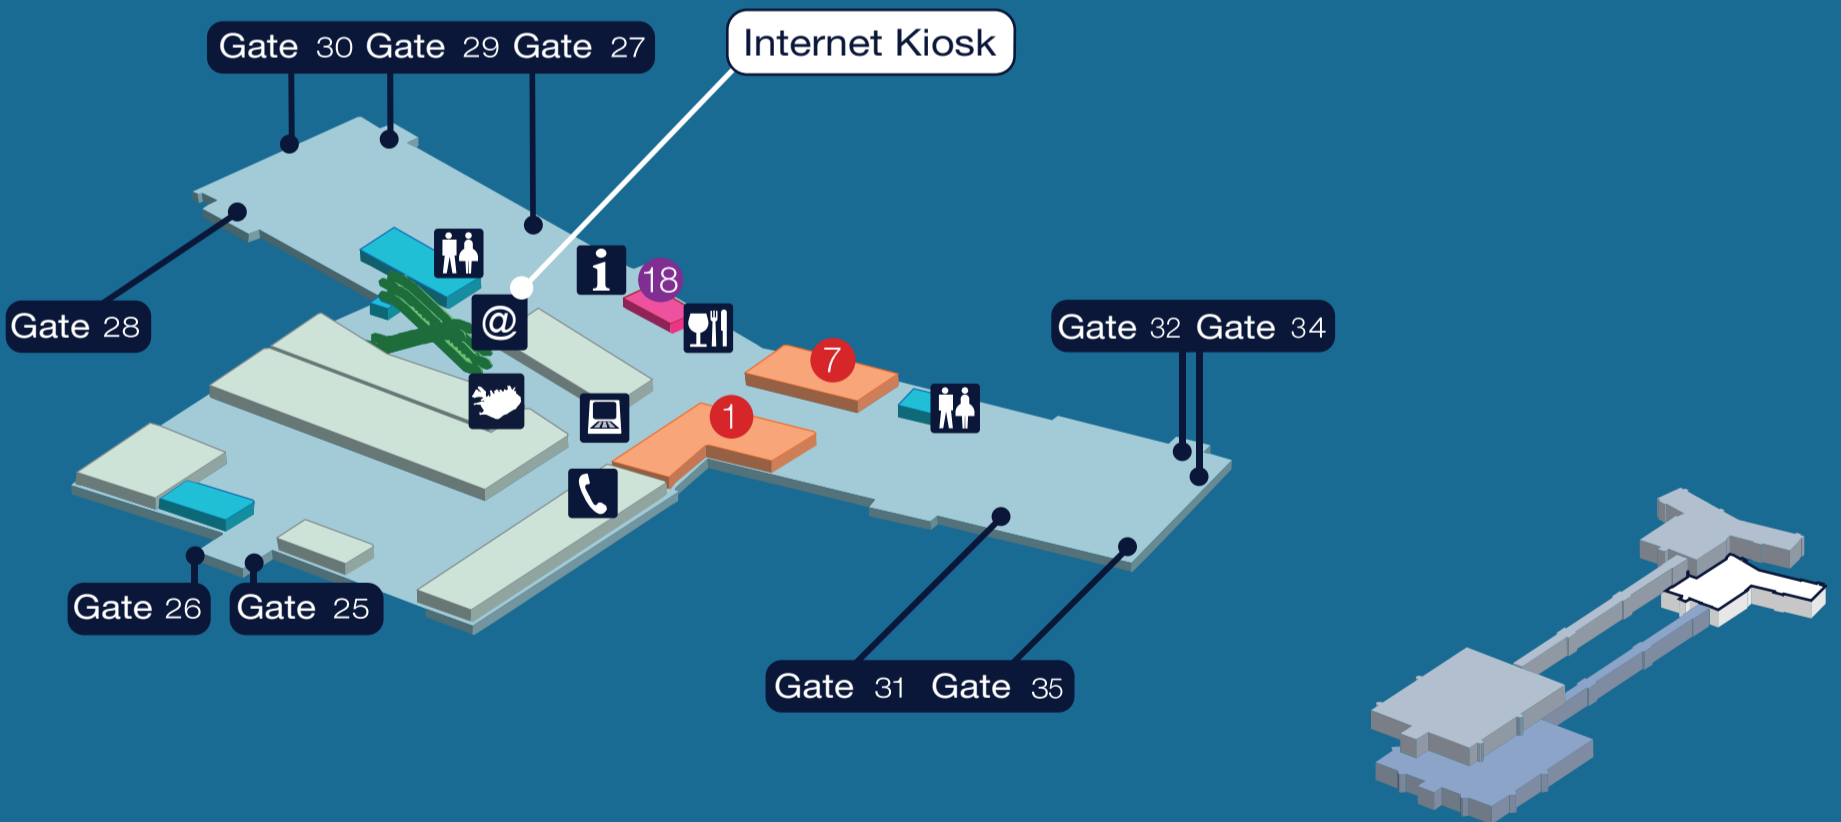 Gate 30 Gate 29 Gate 27
Internet Kiosk
i
18
@
7
1
Gate 28
Gate 32 Gate 34
Gate 26
Gate 25
Gate 31 Gate 35